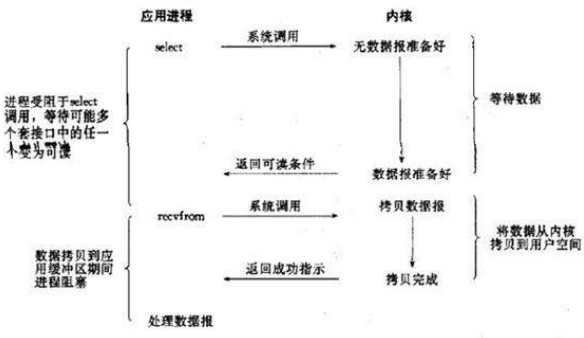 应用进程
内核
select
系统调用
无数据报准备好
进程受阻于select
调用，等待可能多
个套接口中的任一
个变为可读
等待数据
返回可读条件
数据报准备好
recvfrom
系统调用
拷贝数据报
数据拷贝到应
用缓冲区期间
进程阻塞
将数据从内核
拷贝到用户空间
返回成功指示
拷贝完成
处理数据报